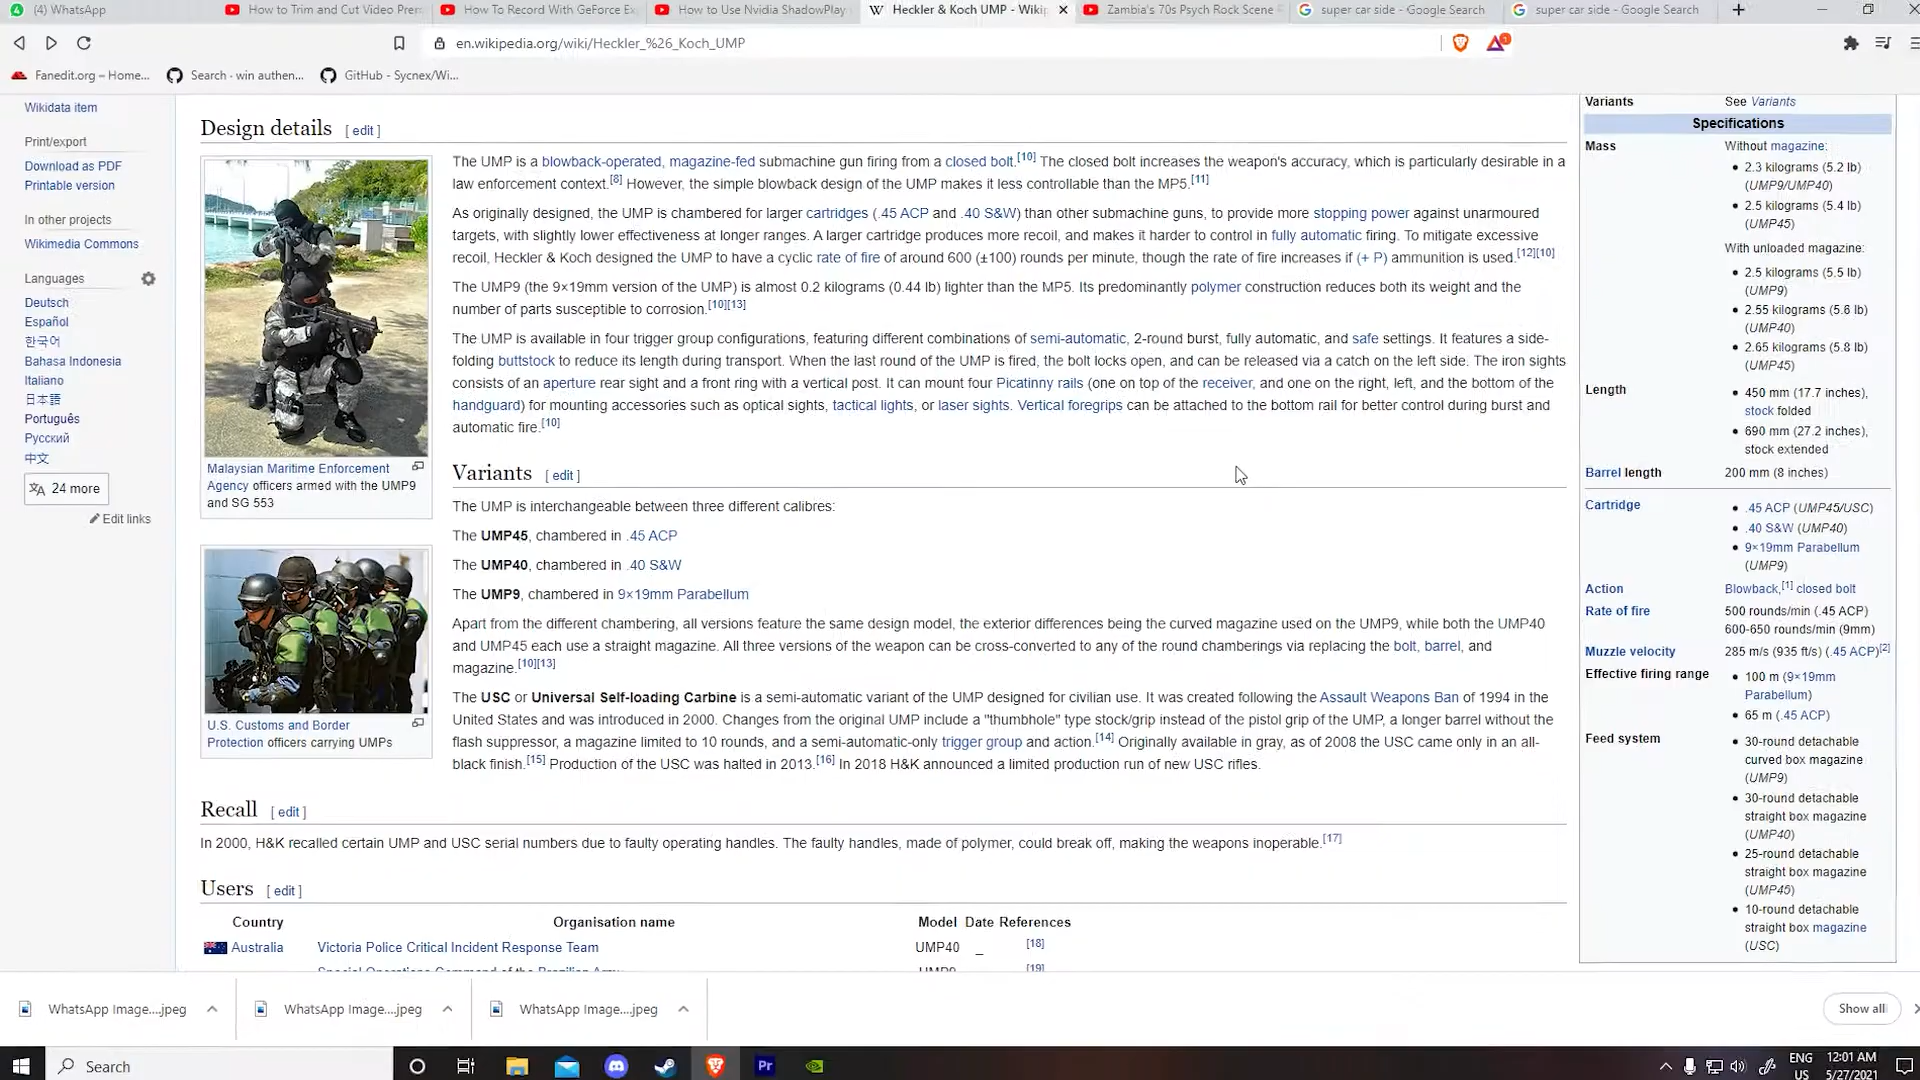 (4) WhatsApp
How to Trim and Cut Video Prem
How To Record With GeForce Ex
How to Use Nvidia ShadowPlay
Heckler & Koch UMP - Wikip
Zambia's 70s Psych Rock Scene
super car side - Google Search
super car side - Google Search
en.wikipedia.org/wiki/Heckler_%26_Koch_UMP
1
Fanedit.org – Home...
Search · win authen...
GitHub - Sycnex/Wi...
Wikidata item
Print/export
Download as PDF
Printable version
In other projects
Wikimedia Commons
Languages
Deutsch
Español
한국어
Bahasa Indonesia
Italiano
日本語
Português
Русский
中文
24 more
Edit links
Design details [ edit ]
Malaysian Maritime Enforcement
Agency officers armed with the UMP9
and SG 553
U.S. Customs and Border
Protection officers carrying UMPs
The UMP is a blowback-operated, magazine-fed submachine gun firing from a closed bolt.[10] The closed bolt increases the weapon's accuracy, which is particularly desirable in a
law enforcement context.[8] However, the simple blowback design of the UMP makes it less controllable than the MP5.[11]
As originally designed, the UMP is chambered for larger cartridges (.45 ACP and .40 S&W) than other submachine guns, to provide more stopping power against unarmoured
targets, with slightly lower effectiveness at longer ranges. A larger cartridge produces more recoil, and makes it harder to control in fully automatic firing. To mitigate excessive
recoil, Heckler & Koch designed the UMP to have a cyclic rate of fire of around 600 (±100) rounds per minute, though the rate of fire increases if (+ P) ammunition is used.[12][10]
The UMP9 (the 9×19mm version of the UMP) is almost 0.2 kilograms (0.44 lb) lighter than the MP5. Its predominantly polymer construction reduces both its weight and the
number of parts susceptible to corrosion.[10][13]
The UMP is available in four trigger group configurations, featuring different combinations of semi-automatic, 2-round burst, fully automatic, and safe settings. It features a side-
folding buttstock to reduce its length during transport. When the last round of the UMP is fired, the bolt locks open, and can be released via a catch on the left side. The iron sights
consists of an aperture rear sight and a front ring with a vertical post. It can mount four Picatinny rails (one on top of the receiver, and one on the right, left, and the bottom of the
handguard) for mounting accessories such as optical sights, tactical lights, or laser sights. Vertical foregrips can be attached to the bottom rail for better control during burst and
automatic fire.[10]
Variants [ edit ]
The UMP is interchangeable between three different calibres:
The UMP45, chambered in .45 ACP
The UMP40, chambered in .40 S&W
The UMP9, chambered in 9×19mm Parabellum
Apart from the different chambering, all versions feature the same design model, the exterior differences being the curved magazine used on the UMP9, while both the UMP40
and UMP45 each use a straight magazine. All three versions of the weapon can be cross-converted to any of the round chamberings via replacing the bolt, barrel, and
magazine.[10][13]
The USC or Universal Self-loading Carbine is a semi-automatic variant of the UMP designed for civilian use. It was created following the Assault Weapons Ban of 1994 in the
United States and was introduced in 2000. Changes from the original UMP include a "thumbhole" type stock/grip instead of the pistol grip of the UMP, a longer barrel without the
flash suppressor, a magazine limited to 10 rounds, and a semi-automatic-only trigger group and action.[14] Originally available in gray, as of 2008 the USC came only in an all-
black finish.[15] Production of the USC was halted in 2013.[16] In 2018 H&K announced a limited production run of new USC rifles.
Recall [ edit ]
In 2000, H&K recalled certain UMP and USC serial numbers due to faulty operating handles. The faulty handles, made of polymer, could break off, making the weapons inoperable.[17]
Users [ edit ]
Country Organisation name Model Date References
Australia Victoria Police Critical Incident Response Team UMP40 _ [18]
Special Operations Command of the Brazilian Army UMP9 [19]
Variants See Variants
Specifications
Mass Without magazine:
• 2.3 kilograms (5.2 lb)
(UMP9/UMP40)
• 2.5 kilograms (5.4 lb)
(UMP45)
With unloaded magazine:
• 2.5 kilograms (5.5 lb)
(UMP9)
• 2.55 kilograms (5.6 lb)
(UMP40)
• 2.65 kilograms (5.8 lb)
(UMP45)
Length • 450 mm (17.7 inches),
stock folded
• 690 mm (27.2 inches),
stock extended
Barrel length 200 mm (8 inches)
Cartridge • .45 ACP (UMP45/USC)
• .40 S&W (UMP40)
• 9×19mm Parabellum
(UMP9)
Action Blowback,[1] closed bolt
Rate of fire 500 rounds/min (.45 ACP)
600-650 rounds/min (9mm)
Muzzle velocity 285 m/s (935 ft/s) (.45 ACP)[2]
Effective firing range • 100 m (9×19mm
Parabellum)
• 65 m (.45 ACP)
Feed system • 30-round detachable
curved box magazine
(UMP9)
• 30-round detachable
straight box magazine
(UMP40)
• 25-round detachable
straight box magazine
(UMP45)
• 10-round detachable
straight box magazine
(USC)
WhatsApp Image....jpeg
WhatsApp Image....jpeg
WhatsApp Image....jpeg
Show all
Search
Pr
ENG
US
12:01 AM
5/27/2021